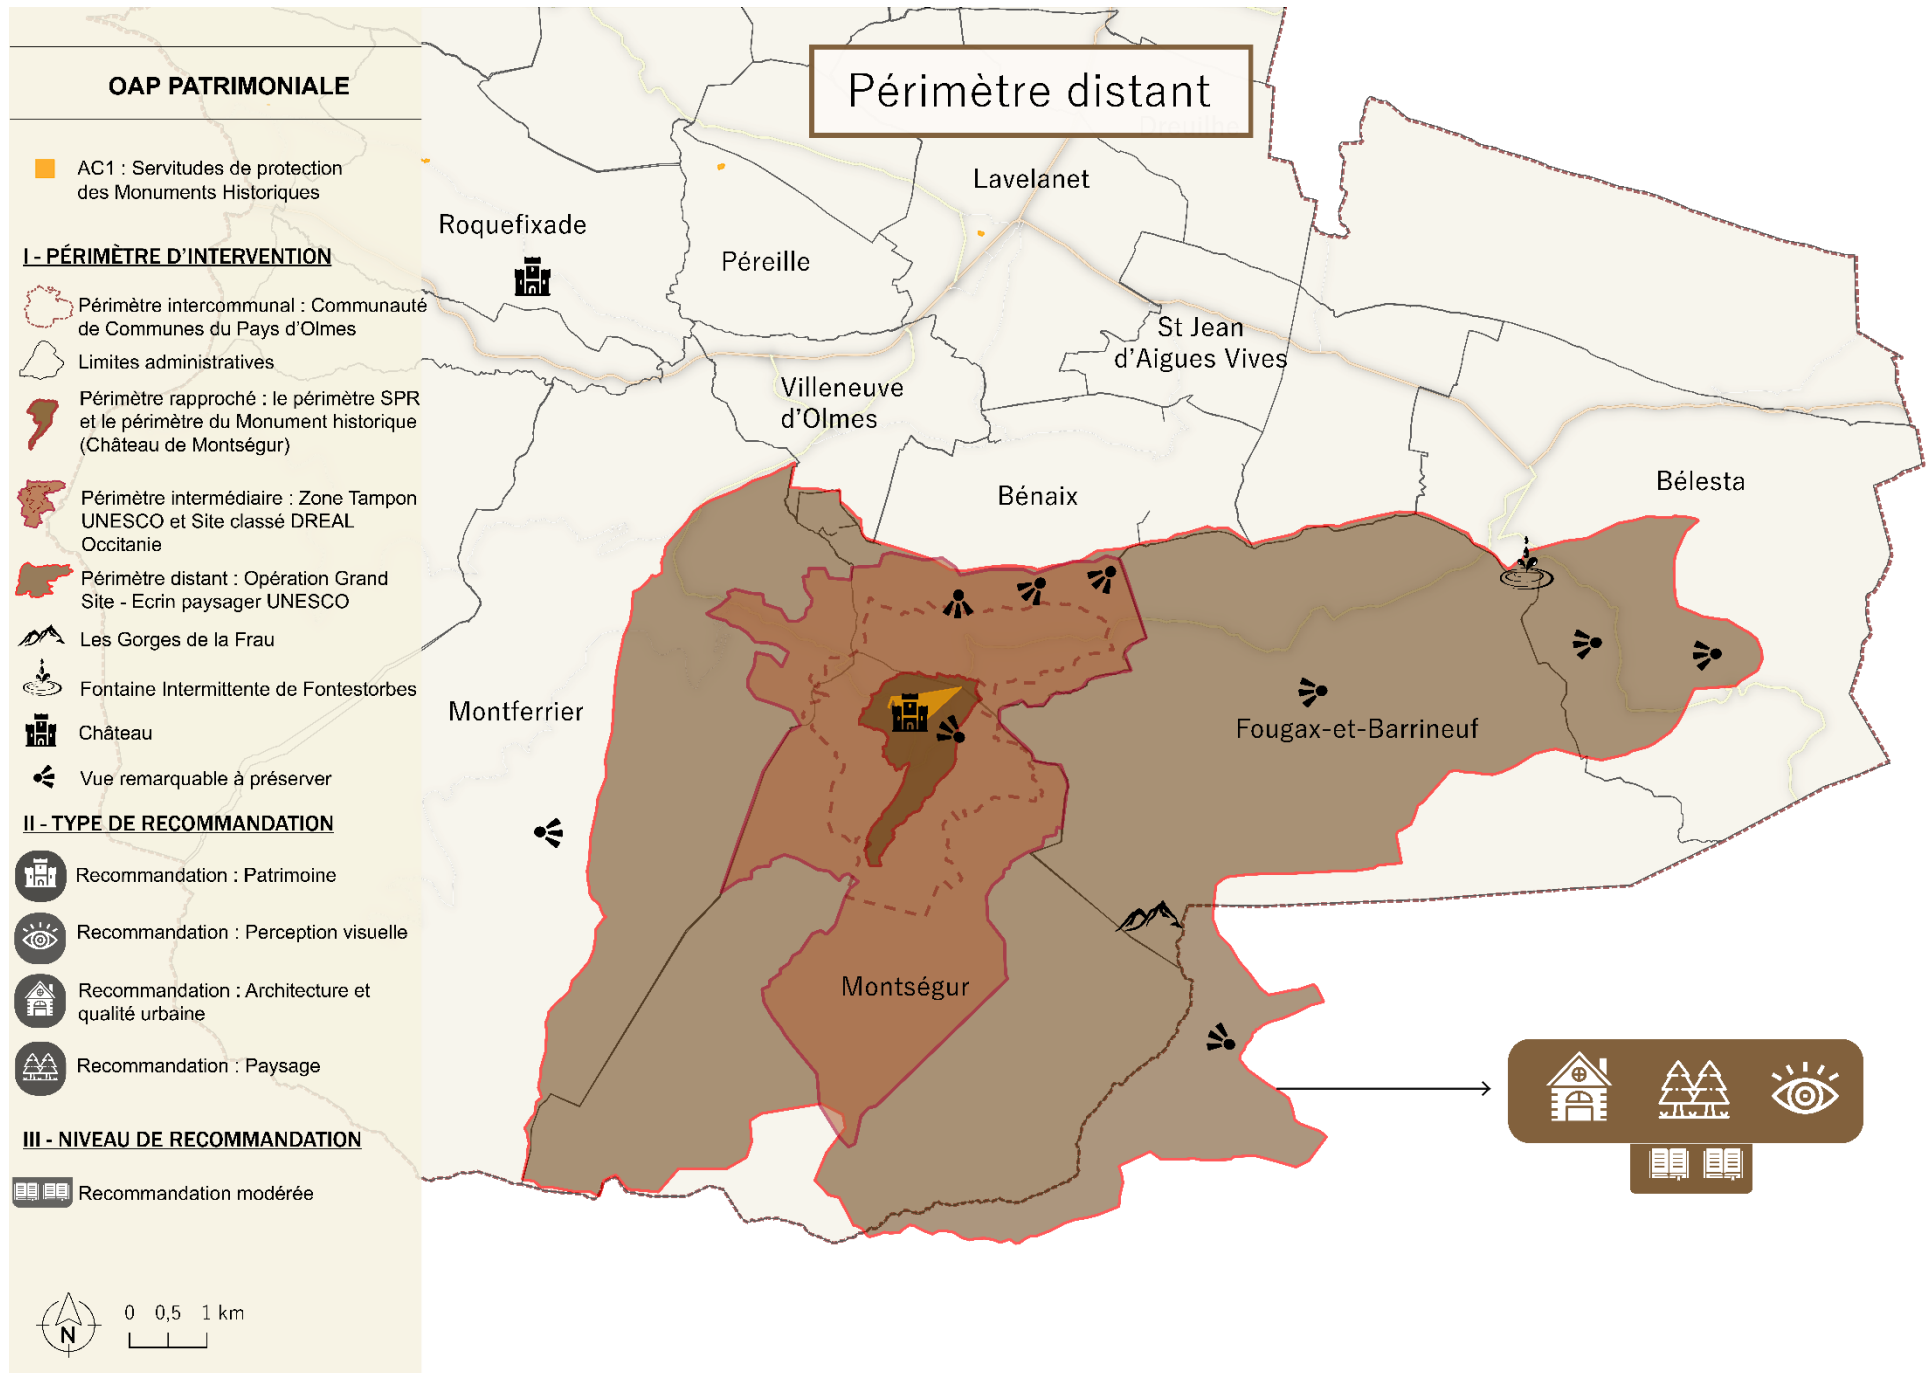 OAP PATRIMONIALE
AC1 : Servitudes de protection
des Monuments Historiques
I - PÉRIMÈTRE D'INTERVENTION
Périmètre intercommunal : Communauté
de Communes du Pays d'Olmes
Limites administratives
Périmètre rapproché : le périmètre SPR
et le périmètre du Monument historique
(Château de Montségur)
Périmètre intermédiaire : Zone Tampon
UNESCO et Site classé DREAL
Occitanie
Périmètre distant : Opération Grand
Site - Ecrin paysager UNESCO
Les Gorges de la Frau
Fontaine Intermittente de Fontestorbes
Château
Vue remarquable à préserver
II - TYPE DE RECOMMANDATION
Recommandation : Patrimoine
Recommandation : Perception visuelle
Recommandation : Architecture et
qualité urbaine
Recommandation : Paysage
III - NIVEAU DE RECOMMANDATION
Recommandation modérée
N
0 0,5 1 km
Périmètre distant
Dreuilhe
Lavelanet
Roquefixade
Péreille
St Jean
d'Aigues Vives
Villeneuve
d'Olmes
Bénaix
Bélesta
Montferrier
Fougax-et-Barrineuf
Montségur